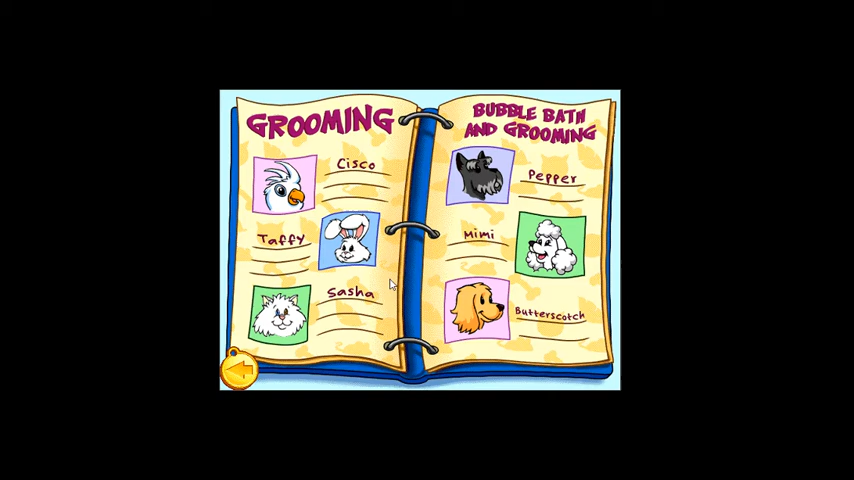 GROOMING
Cisco
Taffy
Sasha
BUBBLE BATH
AND GROOMING
Pepper
Mimi
Butterscotch